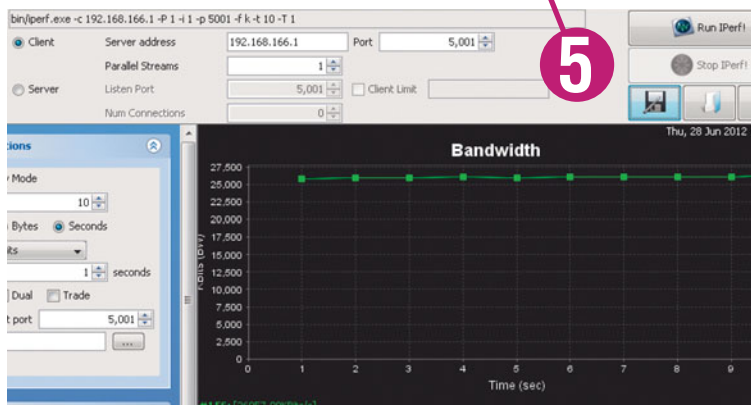 bin/iperf.exe -c 192.168.166.1 -P 1 -i 1 -p 5001 -f k -t 10 -T 1
Client Server address 192.168.166.1 Port 5,001
Run IPerf!
Parallel Streams 1
5
Stop IPerf!
Server Listen Port 5,001 Client Limit
Num Connections 0
Thu, 28 Jun 2012
Bandwidth
Mode
10
Bytes Seconds
1 seconds
Dual Trade
port 5,001
...
27,500
25,000
22,500
20,000
17,500
15,000
12,500
10,000
7,500
5,000
2,500
0
(BW)
0 1 2 3 4 5 6 7 8 9
Time (sec)